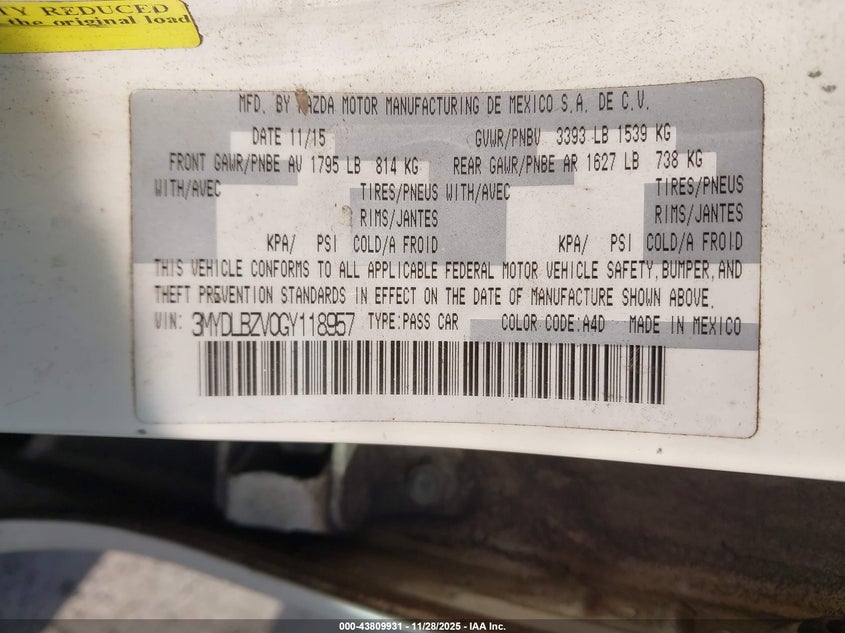 TY REDUCED
the original load
MFD. BY MAZDA MOTOR MANUFACTURING DE MEXICO S.A. DE C.V.
DATE 11/15 GVWR/PNBV 3393 LB 1539 KG
FRONT GAWR/PNBE AV 1795 LB 814 KG REAR GAWR/PNBE AR 1627 LB 738 KG
WITH/AVEC TIRES/PNEUS WITH/AVEC TIRES/PNEUS
RIMS/JANTES RIMS/JANTES
KPA/ PSI COLD/A FROID KPA/ PSI COLD/A FROID
THIS VEHICLE CONFORMS TO ALL APPLICABLE FEDERAL MOTOR VEHICLE SAFETY, BUMPER, AND
THEFT PREVENTION STANDARDS IN EFFECT ON THE DATE OF MANUFACTURE SHOWN ABOVE.
VIN: 3MYDLBZV0GY118957 TYPE:PASS CAR COLOR CODE:A4D MADE IN MEXICO
000-43809931 - 11/28/2025 - IAA Inc.